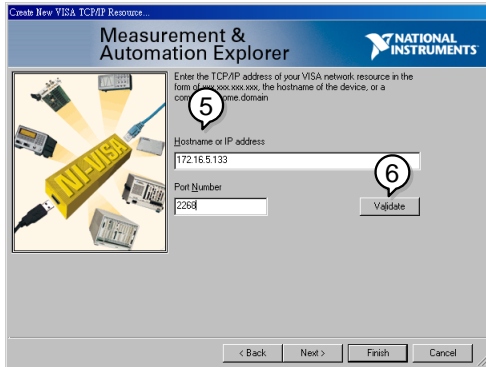 Create New VISA TCP/IP Resource...
Measurement &
Automation Explorer
NATIONAL
INSTRUMENTS
Enter the TCP/IP address of your VISA network resource in the
form of xxx.xxx.xxx.xxx, the hostname of the device, or a
ome.domain
5
Hostname or IP address
172.16.5.133
6
Port Number
2268
Validate
NI-VISA
< Back
Next >
Finish
Cancel